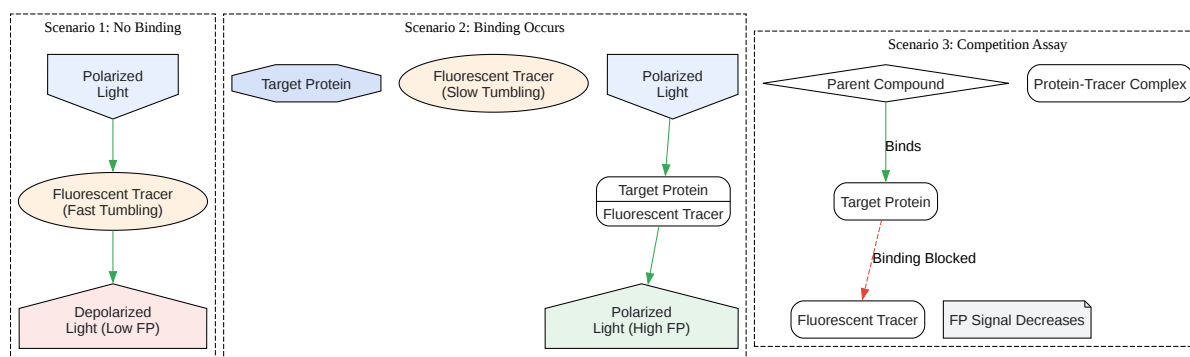 Scenario 1: No Binding
Polarized
Light
Fluorescent Tracer
(Fast Tumbling)
Depolarized
Light (Low FP)
Scenario 2: Binding Occurs
Target Protein
Fluorescent Tracer
(Slow Tumbling)
Polarized
Light
Target Protein
Fluorescent Tracer
Polarized
Light (High FP)
Scenario 3: Competition Assay
Parent Compound
Protein-Tracer Complex
Binds
Target Protein
Binding Blocked
Fluorescent Tracer
FP Signal Decreases